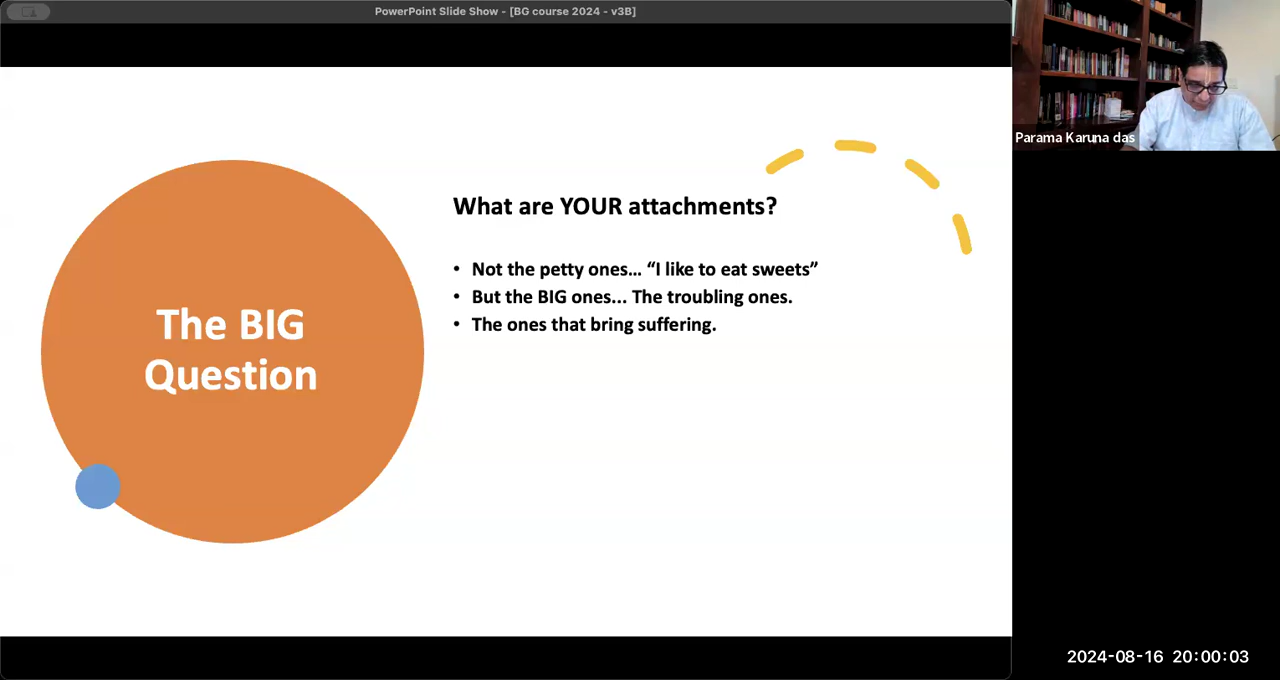 PowerPoint Slide Show - [BG course 2024 - v3B]
The BIG
Question
What are YOUR attachments?
• Not the petty ones… “I like to eat sweets”
• But the BIG ones... The troubling ones.
• The ones that bring suffering.
Parama Karuna das
2024-08-16 20:00:03